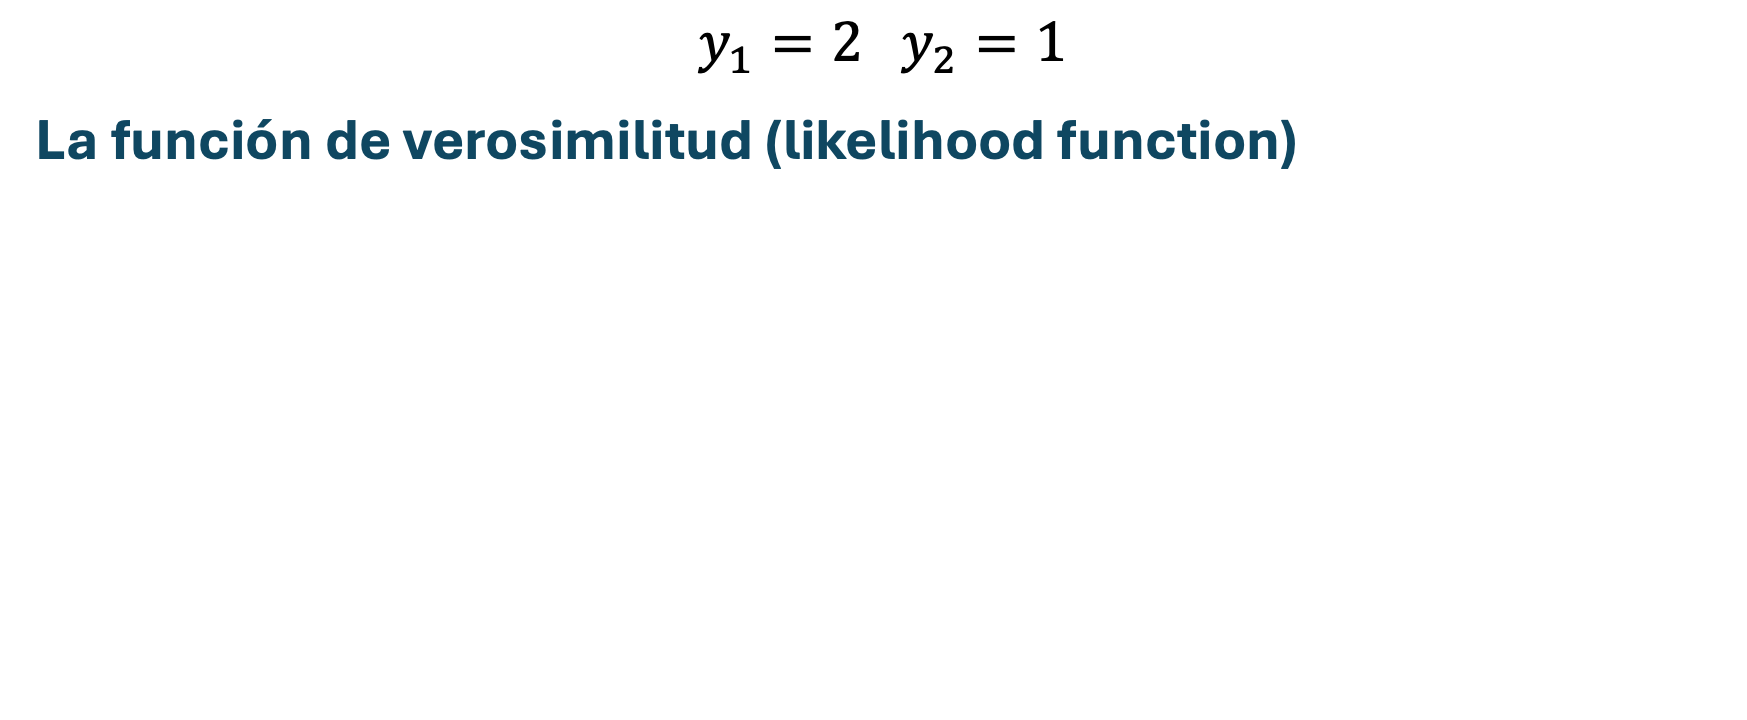 y₁ = 2 y₂ = 1
La función de verosimilitud (likelihood function)